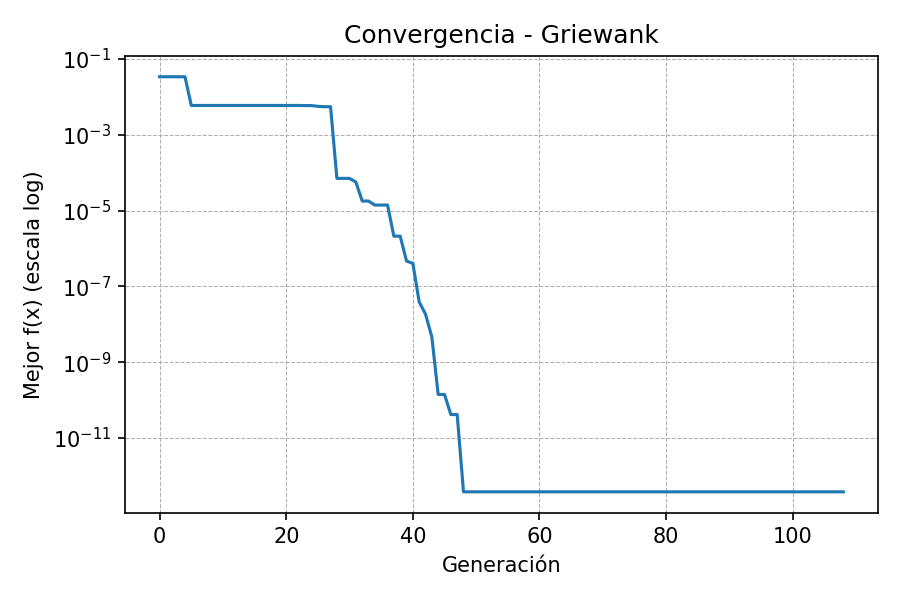 Convergencia - Griewank
Mejor f(x) (escala log)
10⁻¹
10⁻³
10⁻⁵
10⁻⁷
10⁻⁹
10⁻¹¹
0 20 40 60 80 100
Generación